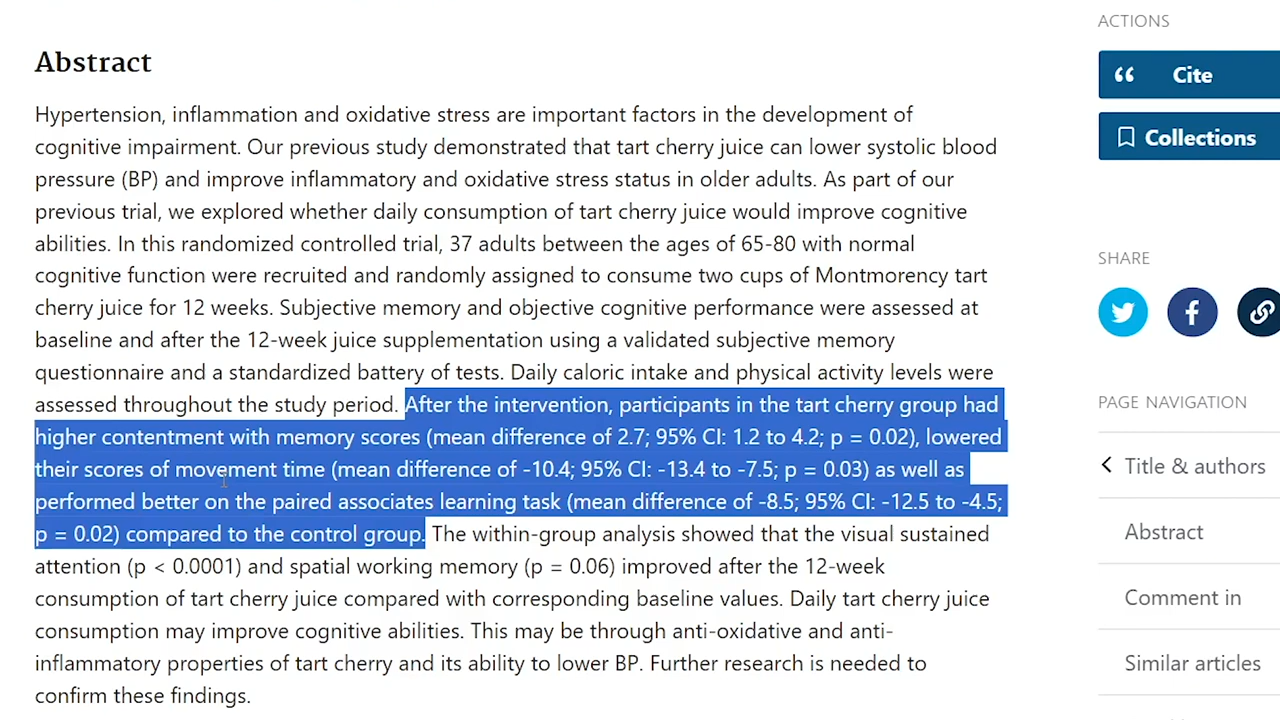 Abstract
Hypertension, inflammation and oxidative stress are important factors in the development of
cognitive impairment. Our previous study demonstrated that tart cherry juice can lower systolic blood
pressure (BP) and improve inflammatory and oxidative stress status in older adults. As part of our
previous trial, we explored whether daily consumption of tart cherry juice would improve cognitive
abilities. In this randomized controlled trial, 37 adults between the ages of 65-80 with normal
cognitive function were recruited and randomly assigned to consume two cups of Montmorency tart
cherry juice for 12 weeks. Subjective memory and objective cognitive performance were assessed at
baseline and after the 12-week juice supplementation using a validated subjective memory
questionnaire and a standardized battery of tests. Daily caloric intake and physical activity levels were
assessed throughout the study period. After the intervention, participants in the tart cherry group had
higher contentment with memory scores (mean difference of 2.7; 95% CI: 1.2 to 4.2; p = 0.02), lowered
their scores of movement time (mean difference of -10.4; 95% CI: -13.4 to -7.5; p = 0.03) as well as
performed better on the paired associates learning task (mean difference of -8.5; 95% CI: -12.5 to -4.5;
p = 0.02) compared to the control group. The within-group analysis showed that the visual sustained
attention (p < 0.0001) and spatial working memory (p = 0.06) improved after the 12-week
consumption of tart cherry juice compared with corresponding baseline values. Daily tart cherry juice
consumption may improve cognitive abilities. This may be through anti-oxidative and anti-
inflammatory properties of tart cherry and its ability to lower BP. Further research is needed to
confirm these findings.
ACTIONS
Cite
Collections
SHARE
PAGE NAVIGATION
Title & authors
Abstract
Comment in
Similar articles